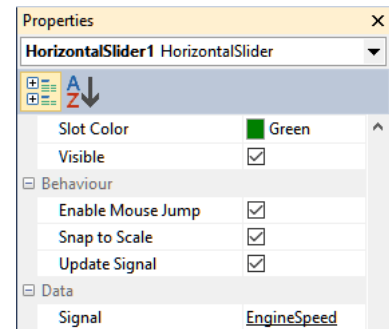 Properties
HorizontalSlider1 HorizontalSlider
A
Z
Slot Color Green
Visible
Behaviour
Enable Mouse Jump
Snap to Scale
Update Signal
Data
Signal EngineSpeed